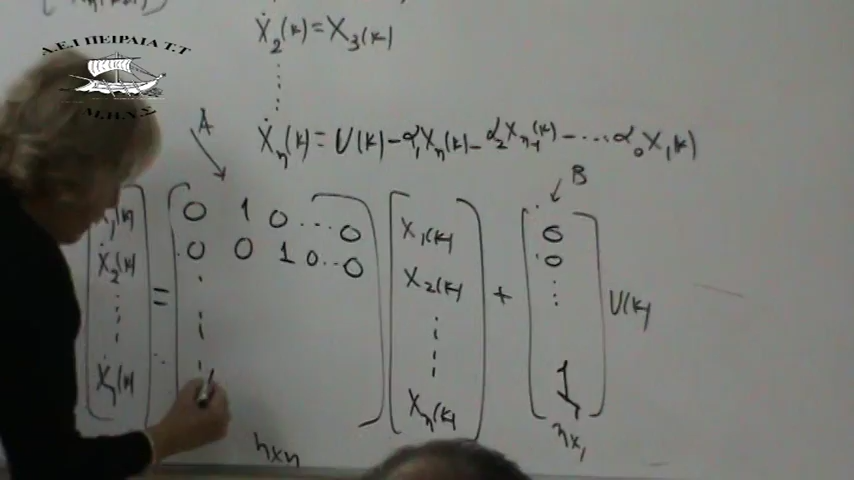 Α.Ε.Ι ΠΕΙΡΑΙΑ Τ.Τ
Ẋ₂(k) = X₃(k)
⋮
A
Ẋₙ(k) = U(k) - α₁Xₙ(k) - α₂Xₙ₋₁(k) - .... α₀X₁(k)
B
0 1 0 ... 0 X₁(k) 0
Ẋ₂(k 0 0 1 0 .. 0 X₂(k) 0
⋮ = ⋮ ⋮ + ⋮ U(k)
Ẋₙ(k Xₙ(k) 1
n×n n×1